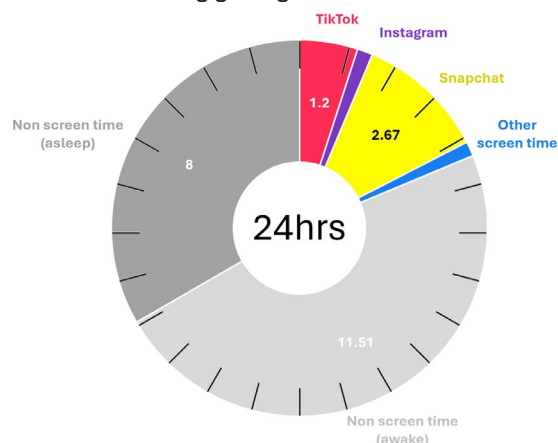 TikTok
Instagram
Snapchat
Other
screen time
Non screen time
(asleep)
1.2
2.67
8
24hrs
11.51
Non screen time
(awake)